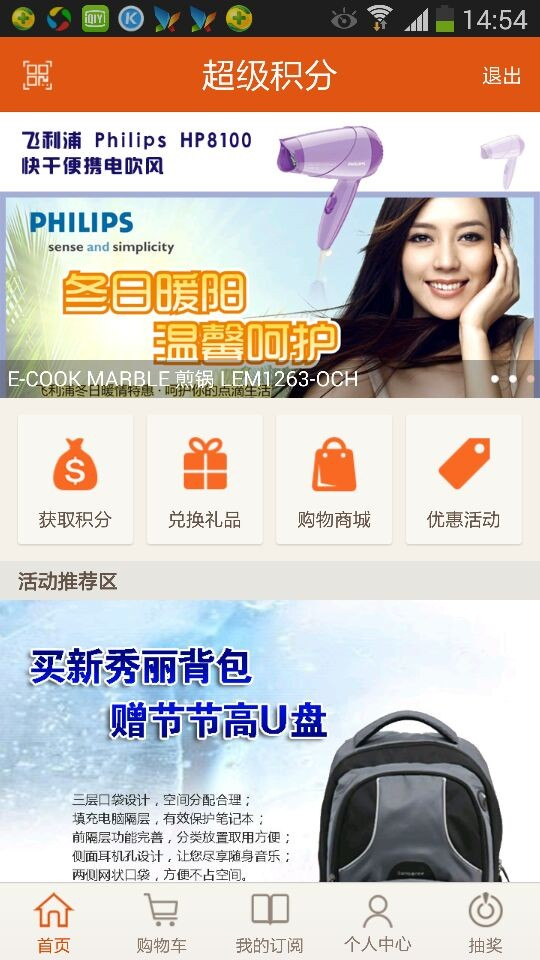 iQIYI
K
14:54
超级积分
退出
飞利浦 Philips HP8100
快干便携电吹风
PHILIPS
PHILIPS
sense and simplicity
冬日暖阳
温馨呵护
E-COOK MARBLE 煎锅 LEM1263-OCH
飞利浦冬日暖情特惠·呵护你的点滴生活
获取积分
兑换礼品
购物商城
优惠活动
活动推荐区
买新秀丽背包
赠节节高U盘
三层口袋设计，空间分配合理；
填充电脑隔层，有效保护笔记本；
前隔层功能完善，分类放置取用方便；
侧面耳机孔设计，让您尽享随身音乐；
两侧网状口袋，方便不占空间。
Samsonite
首页
购物车
我的订阅
个人中心
抽奖